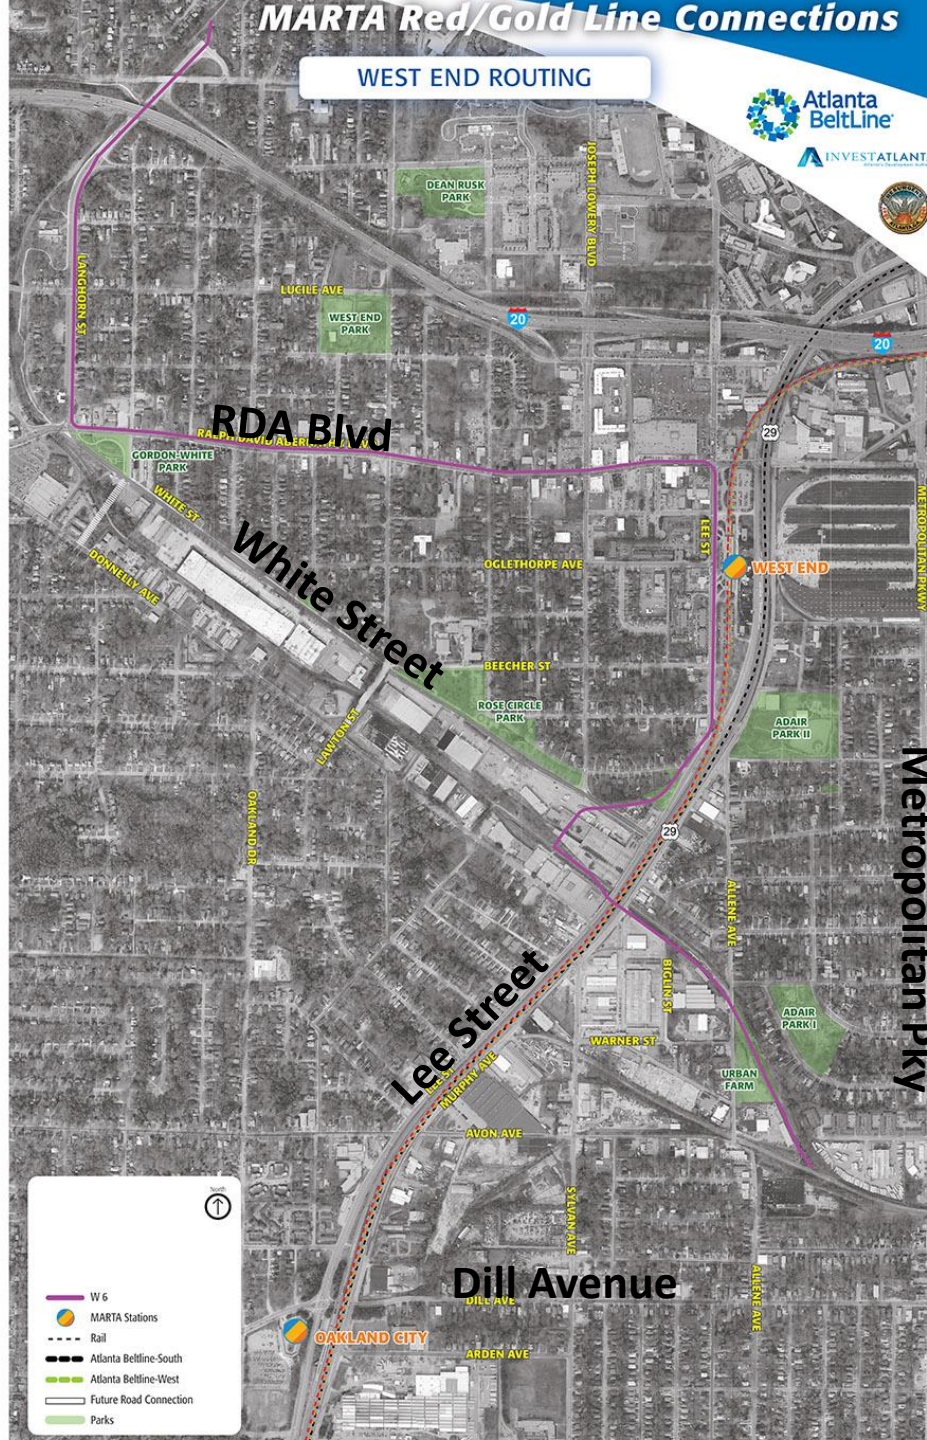 MARTA Red/Gold Line Connections
WEST END ROUTING
Atlanta
BeltLine
INVEST ATLANT
DEAN RUSK
PARK
JOSEPH LOWERY BLVD
LANGHORN ST
LUCILE AVE
WEST END
PARK
20
20
29
RDA Blvd
RALPH DAVID
GORDON-WHITE
PARK
WHITE ST
White Street
DONNELLY AVE
OGLETHORPE AVE
LEE ST
WEST END
METROPOLITAN PKWY
BEECHER ST
ROSE CIRCLE
PARK
ADAIR
PARK II
LAWTON ST
OAKLAND DR
29
Metropolitan Pky
ALLENE AVE
BIGLIN ST
Lee Street
LEE ST
MURPHY AVE
ADAIR
PARK I
WARNER ST
URBAN
FARM
AVON AVE
SYLVAN AVE
Dill Avenue
DILL AVE
ALLENE AVE
OAKLAND CITY
ARDEN AVE
North
W 6
MARTA Stations
Rail
Atlanta Beltline-South
Atlanta Beltline-West
Future Road Connection
Parks